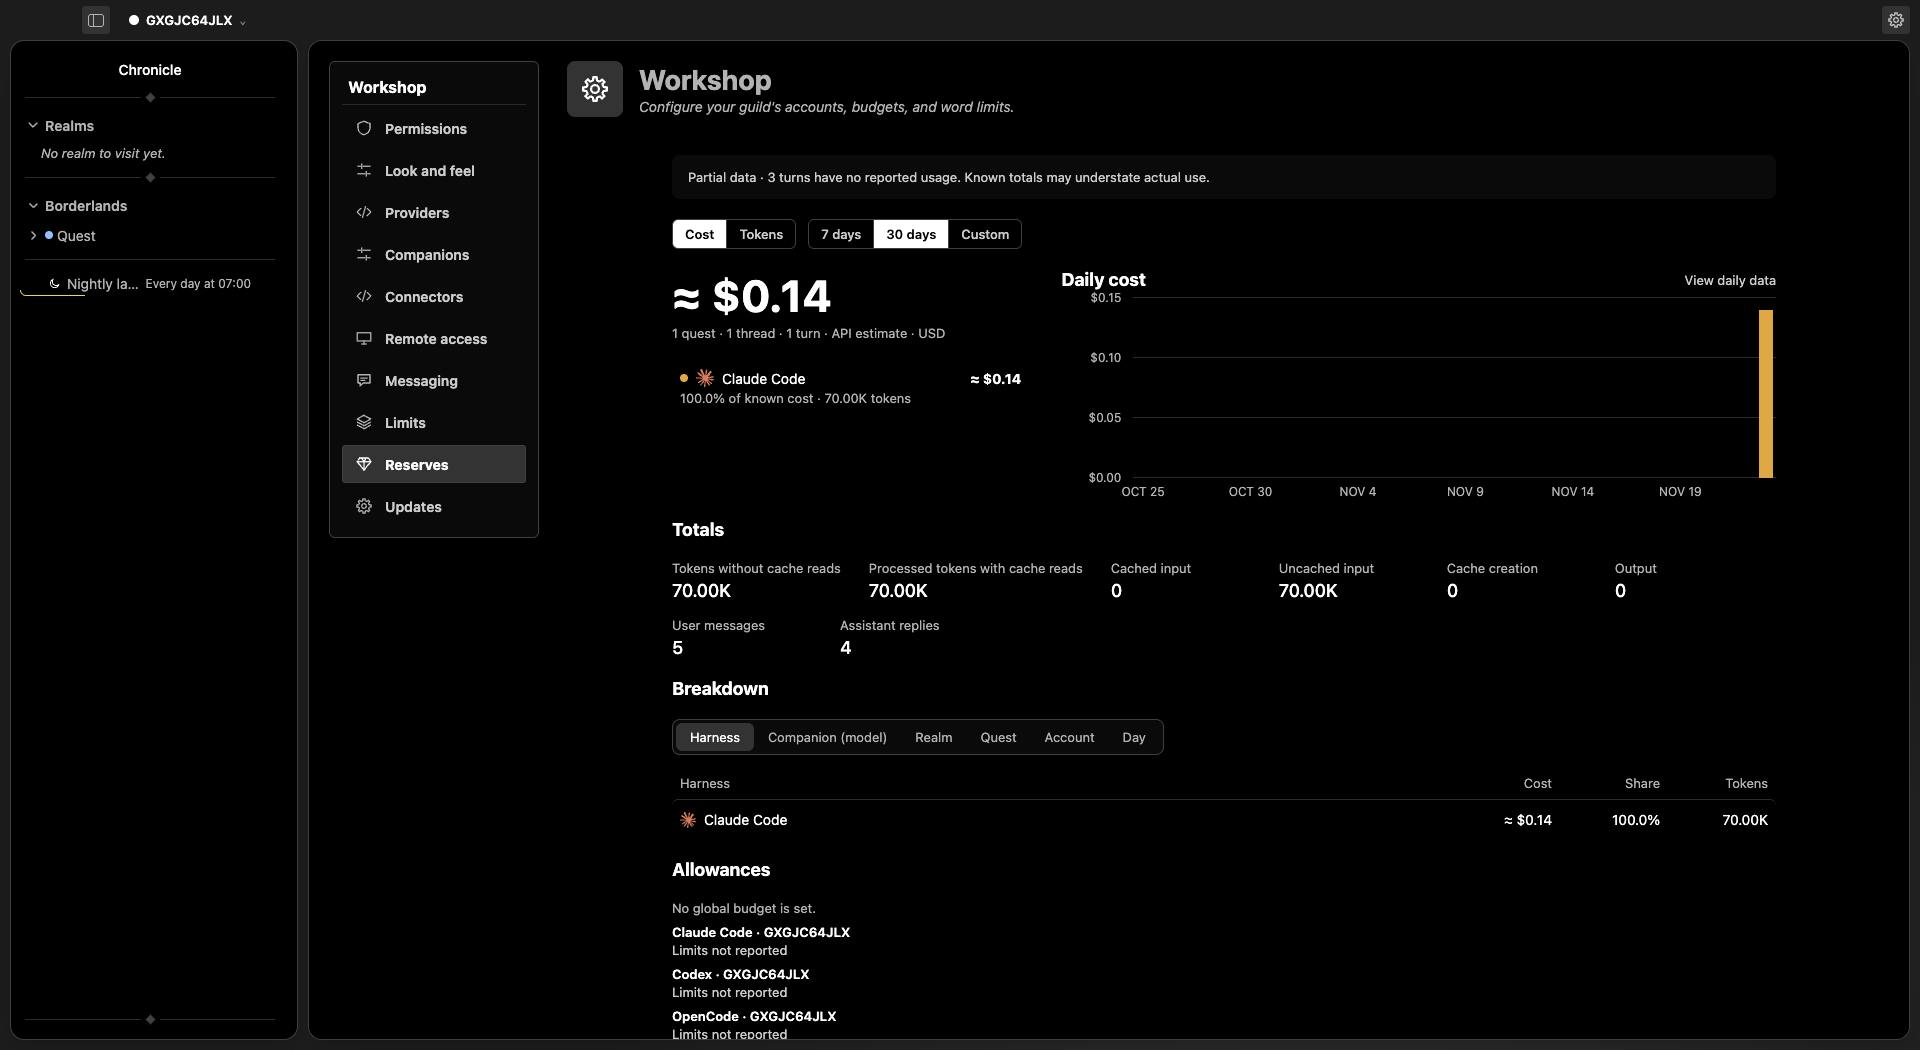 GXGJC64JLX
Chronicle
Realms
No realm to visit yet.
Borderlands
Quest
Nightly la... Every day at 07:00
Workshop
Permissions
Look and feel
Providers
Companions
Connectors
Remote access
Messaging
Limits
Reserves
Updates
Workshop
Configure your guild's accounts, budgets, and word limits.
Partial data · 3 turns have no reported usage. Known totals may understate actual use.
Cost Tokens 7 days 30 days Custom
≈ $0.14
1 quest · 1 thread · 1 turn · API estimate · USD
Claude Code ≈ $0.14
100.0% of known cost · 70.00K tokens
Daily cost View daily data
$0.15
$0.10
$0.05
$0.00
OCT 25 OCT 30 NOV 4 NOV 9 NOV 14 NOV 19
Totals
Tokens without cache reads Processed tokens with cache reads Cached input Uncached input Cache creation Output
70.00K 70.00K 0 70.00K 0 0
User messages Assistant replies
5 4
Breakdown
Harness Companion (model) Realm Quest Account Day
Harness Cost Share Tokens
Claude Code ≈ $0.14 100.0% 70.00K
Allowances
No global budget is set.
Claude Code · GXGJC64JLX
Limits not reported
Codex · GXGJC64JLX
Limits not reported
OpenCode · GXGJC64JLX
Limits not reported